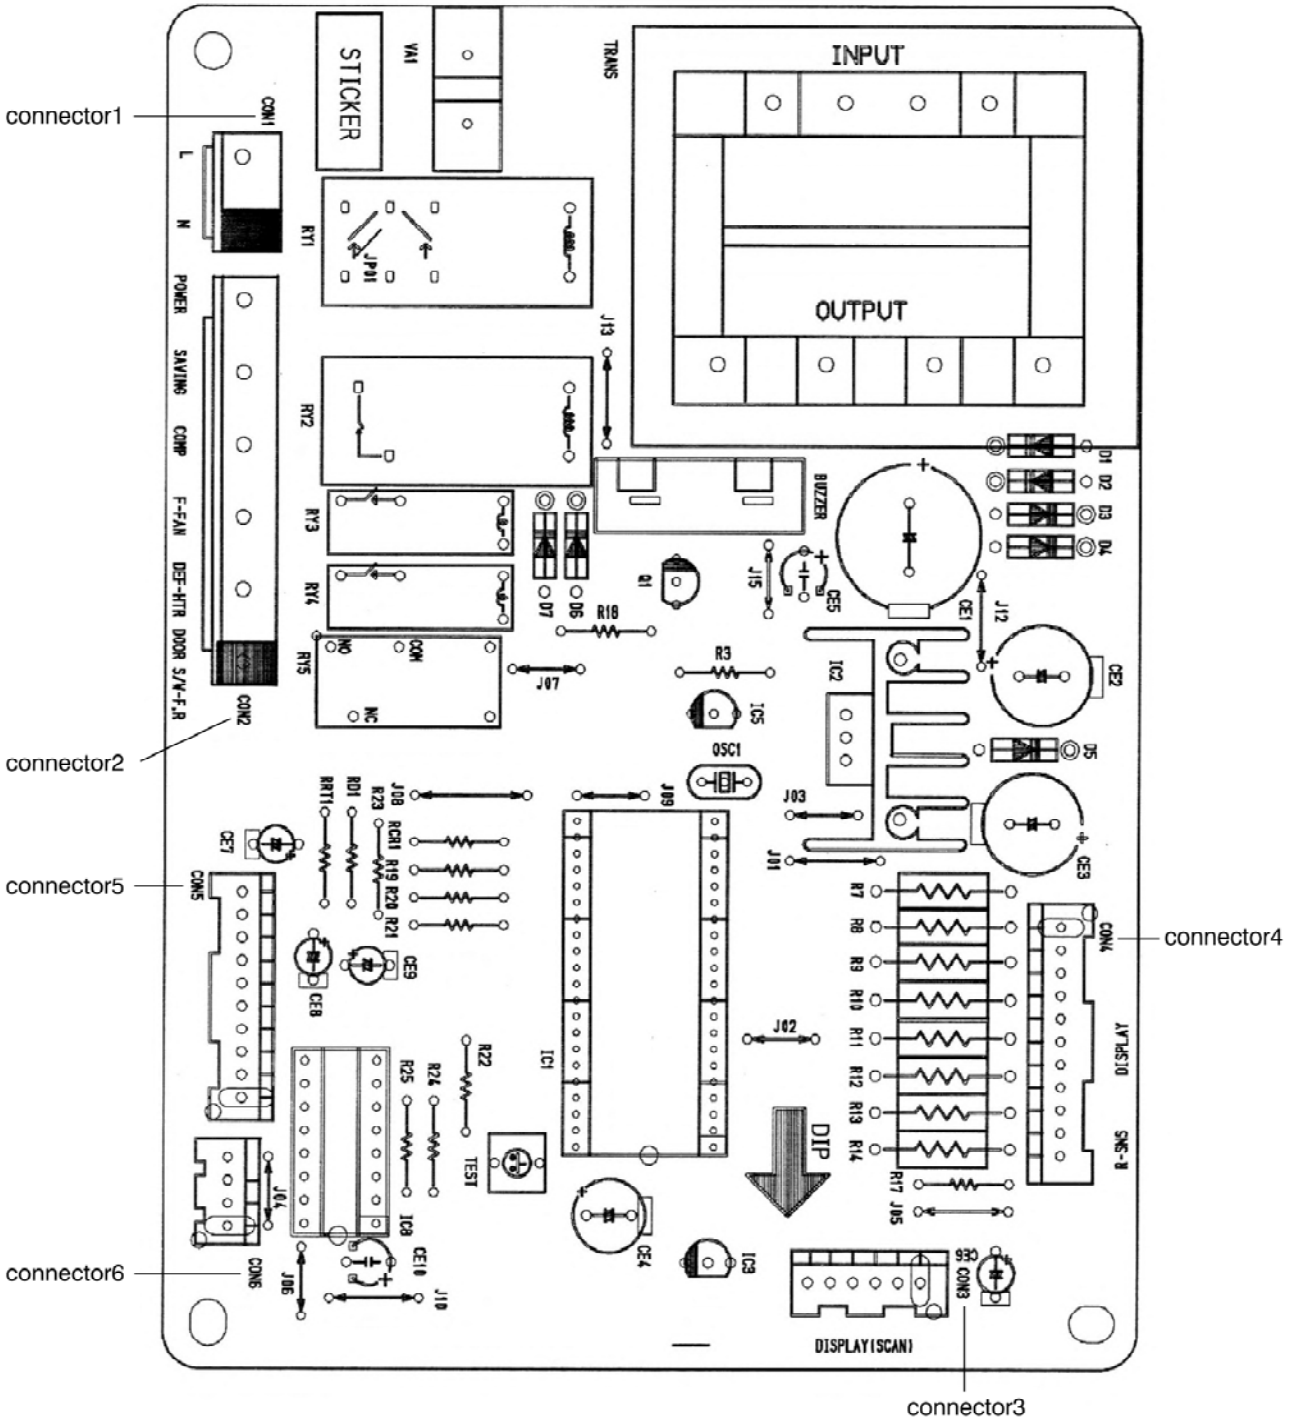 connector1
CON1
L
N
STICKER
VA1
TRANS
INPUT
OUTPUT
RY1
JP01
J13
RY2
POWER
SAVING
COMP
F-FAN
DEF-HTR
DOOR S/W-F.R
RY3
RY4
RY5
NO
COM
NC
BUZZER
D1
D2
D3
D4
D7
D6
Q1
J15
CE5
CE1
J12
R18
R3
J07
IC2
CE2
IC5
CON2
connector2
OSC1
D5
RRT1
RD1
R23
J08
J09
J03
CE7
RCR1
R19
R20
R21
J01
CE3
connector5
CON5
R7
R8
R9
R10
R11
R12
R13
R14
CON4
connector4
CE8
CE9
J02
IC1
DISPLAY
R-SNS
R25
R24
R22
TEST
DIP
R17
J05
J04
IC8
CE10
CE4
IC9
CE6
CON3
connector6
CON6
J06
J10
DISPLAY(SCAN)
connector3